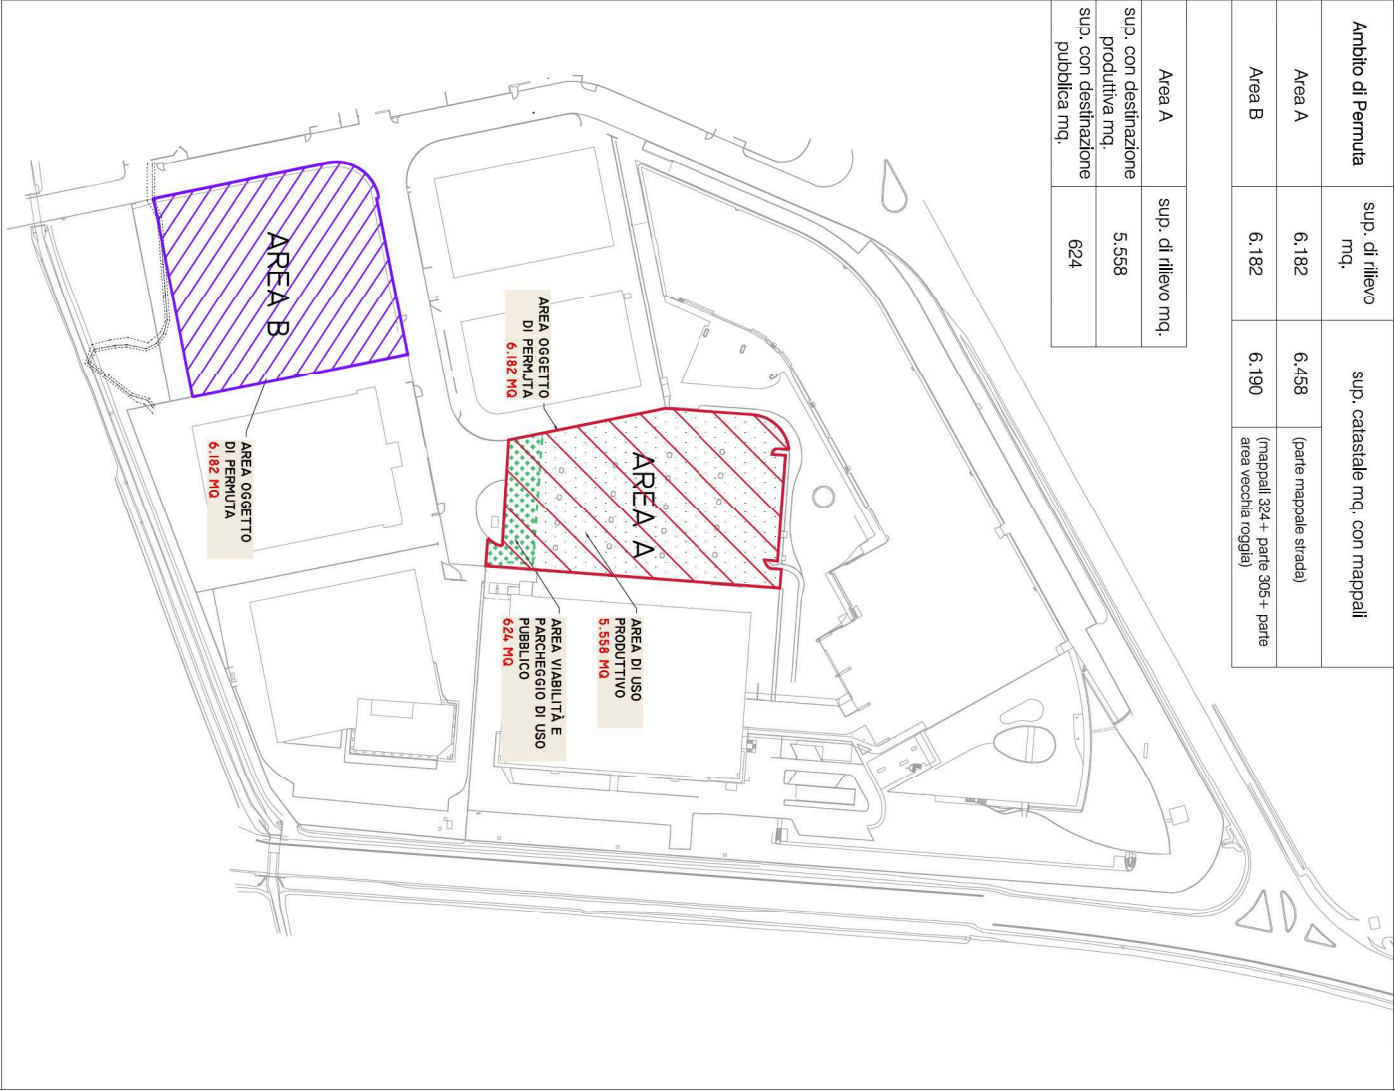 Ambito di Permuta
sup. di rilievo
mq.
sup. catastale mq. con mappali
Area A
6.182
6.458
(parte mappale strada)
Area B
6.182
6.190
(mappali 324+ parte 305+ parte
area vecchia roggia)
Area A
sup. di rilievo mq.
sup. con destinazione
produttiva mq.
5.558
sup. con destinazione
pubblica mq.
624
AREA A
AREA B
AREA OGGETTO
DI PERMUTA
6.182 MQ
AREA DI USO
PRODUTTIVO
5.558 MQ
AREA VIABILITÀ E
PARCHEGGIO DI USO
PUBBLICO
624 MQ
AREA OGGETTO
DI PERMUTA
6.182 MQ